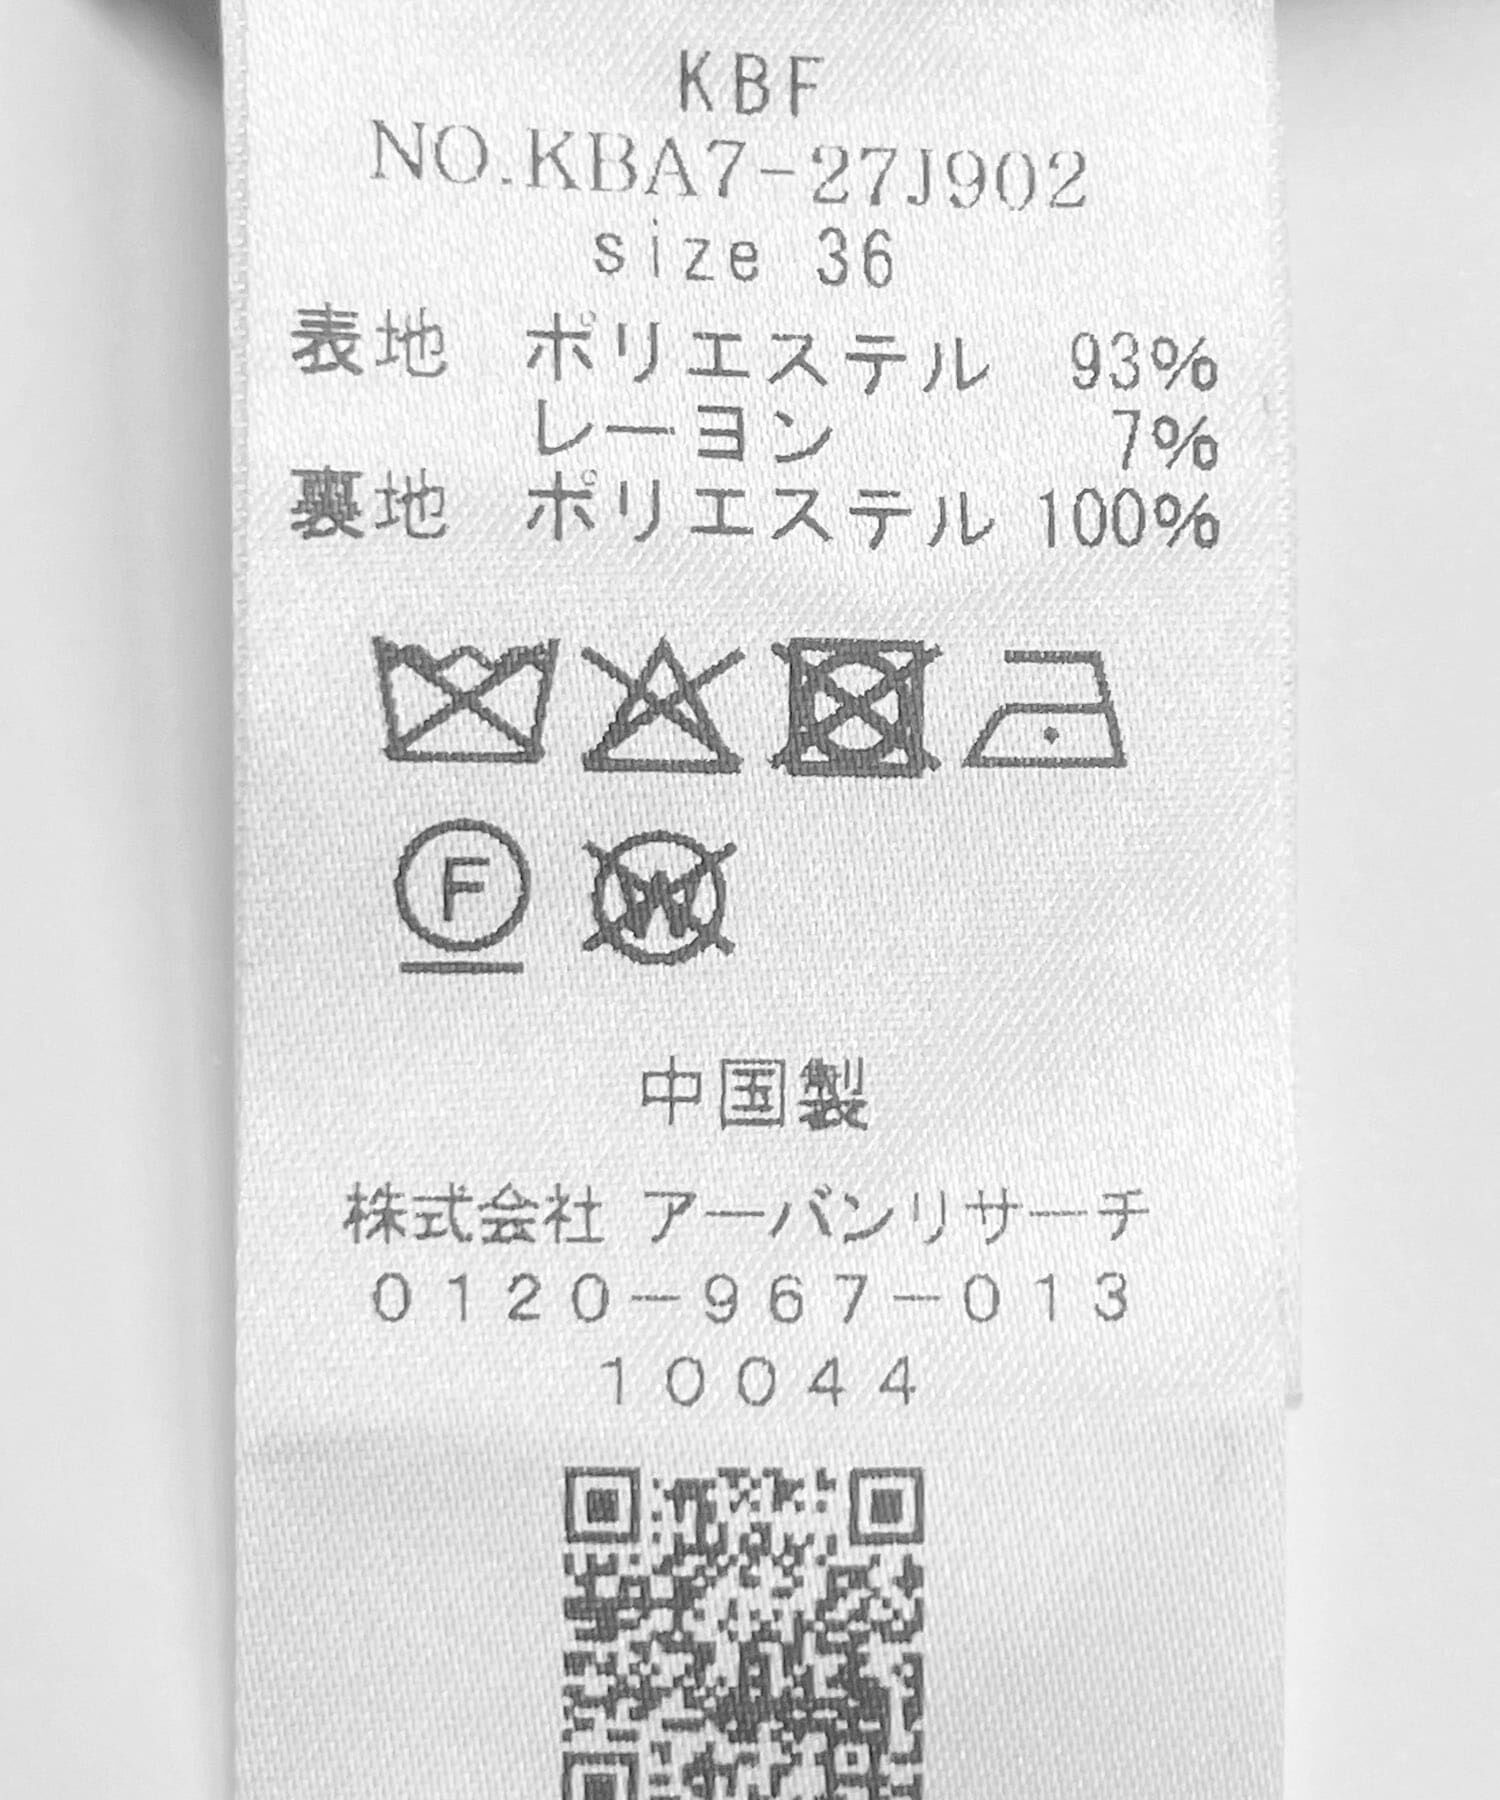 KBF
NO.KBA7-27J902
size 36
表地 ポリエステル 93%
レーヨン 7%
裏地 ポリエステル 100%
F
W
中国製
株式会社 アーバンリサーチ
0120-967-013
10044